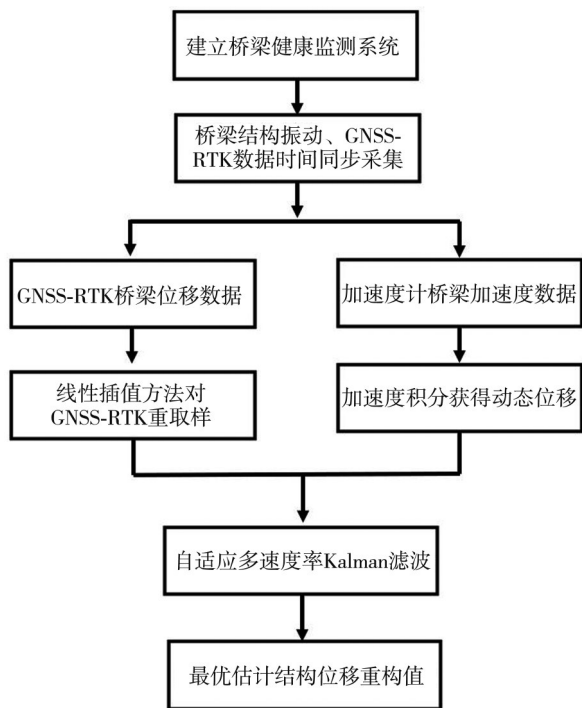 建立桥梁健康监测系统
桥梁结构振动、GNSS-
RTK数据时间同步采集
GNSS-RTK桥梁位移数据
加速度计桥梁加速度数据
线性插值方法对
GNSS-RTK重取样
加速度积分获得动态位移
自适应多速度率Kalman滤波
最优估计结构位移重构值